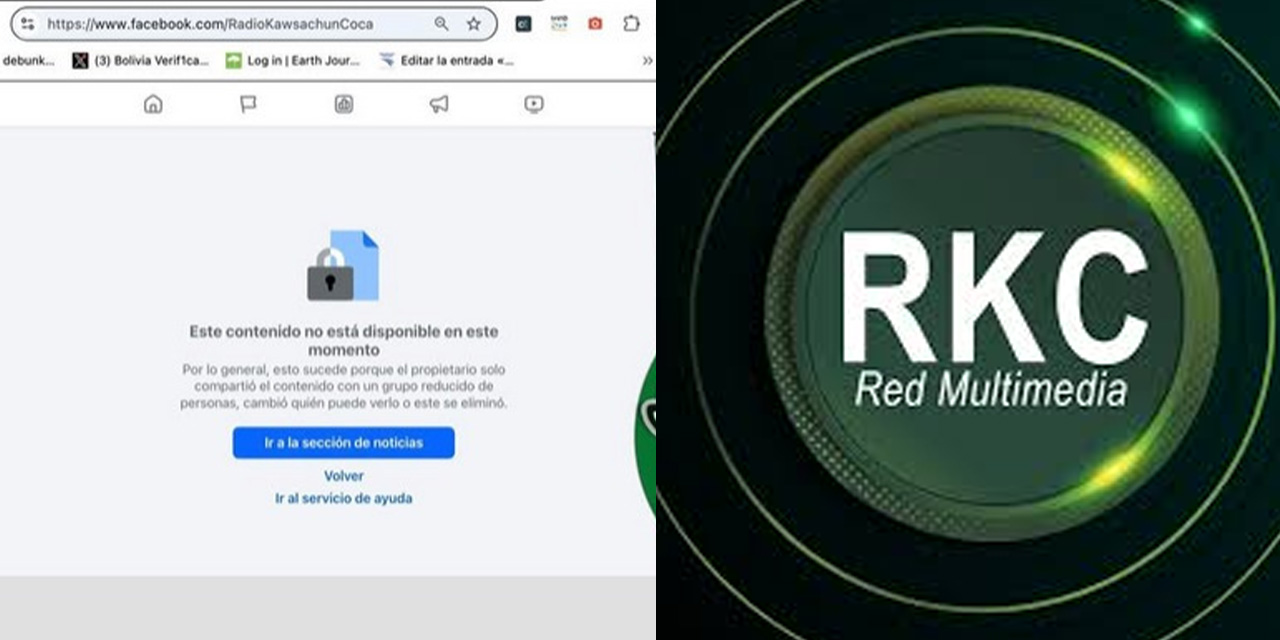 https://www.facebook.com/RadioKawsachunCoca
debunk... (3) Bolivia Verif1ca... Log in | Earth Jour... Editar la entrada «... »
Este contenido no está disponible en este
momento
Por lo general, esto sucede porque el propietario solo
compartió el contenido con un grupo reducido de
personas, cambió quién puede verlo o este se eliminó.
Ir a la sección de noticias
Volver
Ir al servicio de ayuda
RKC
Red Multimedia